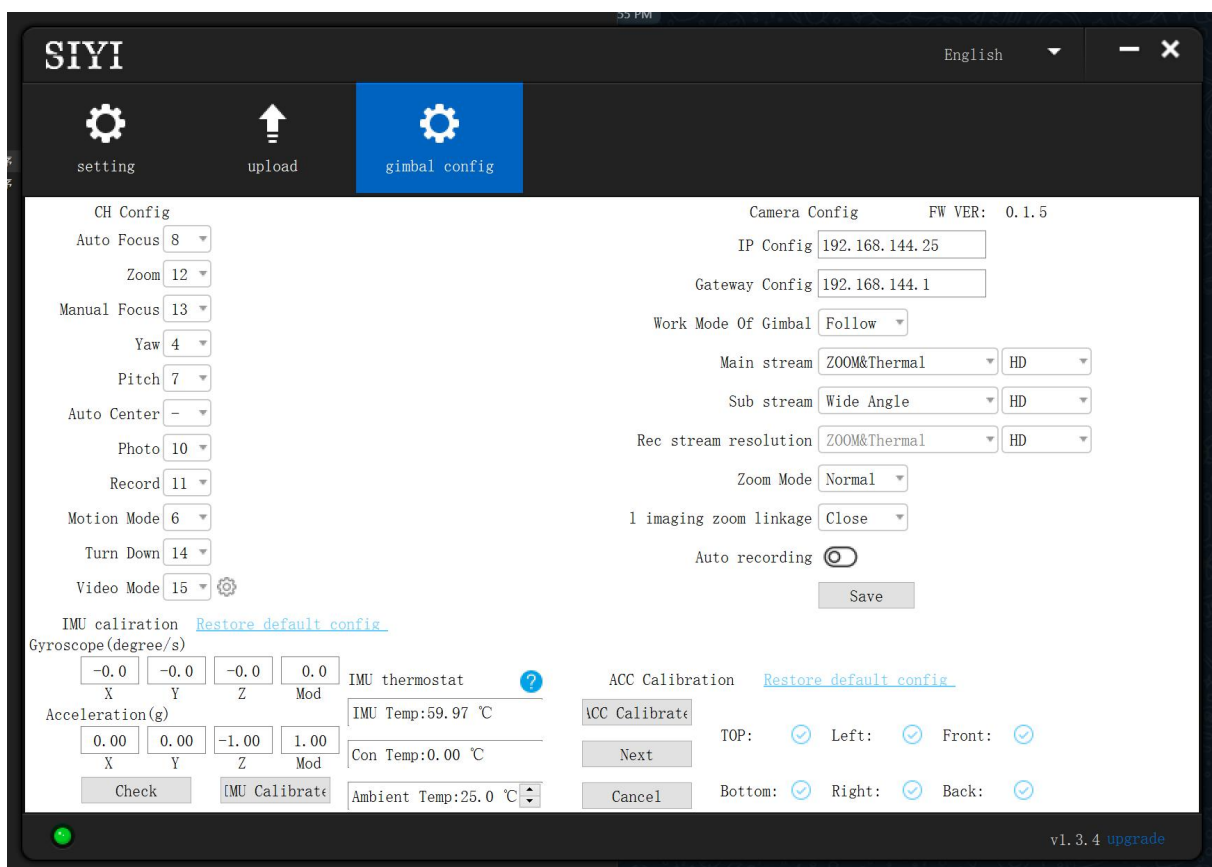 55 PM
SIYI
English
setting
upload
gimbal config
CH Config
Auto Focus 8
Zoom 12
Manual Focus 13
Yaw 4
Pitch 7
Auto Center -
Photo 10
Record 11
Motion Mode 6
Turn Down 14
Video Mode 15
Camera Config FW VER: 0.1.5
IP Config 192.168.144.25
Gateway Config 192.168.144.1
Work Mode Of Gimbal Follow
Main stream ZOOM&Thermal HD
Sub stream Wide Angle HD
Rec stream resolution ZOOM&Thermal HD
Zoom Mode Normal
l imaging zoom linkage Close
Auto recording
Save
IMU caliration Restore default config
Gyroscope(degree/s)
-0.0 -0.0 -0.0 0.0
X Y Z Mod
Acceleration(g)
0.00 0.00 -1.00 1.00
X Y Z Mod
Check IMU Calibrate
IMU thermostat ?
IMU Temp:59.97 ℃
Con Temp:0.00 ℃
Ambient Temp:25.0 ℃
ACC Calibration Restore default config
ACC Calibrate
Next
Cancel
TOP: Left: Front:
Bottom: Right: Back:
v1.3.4 upgrade